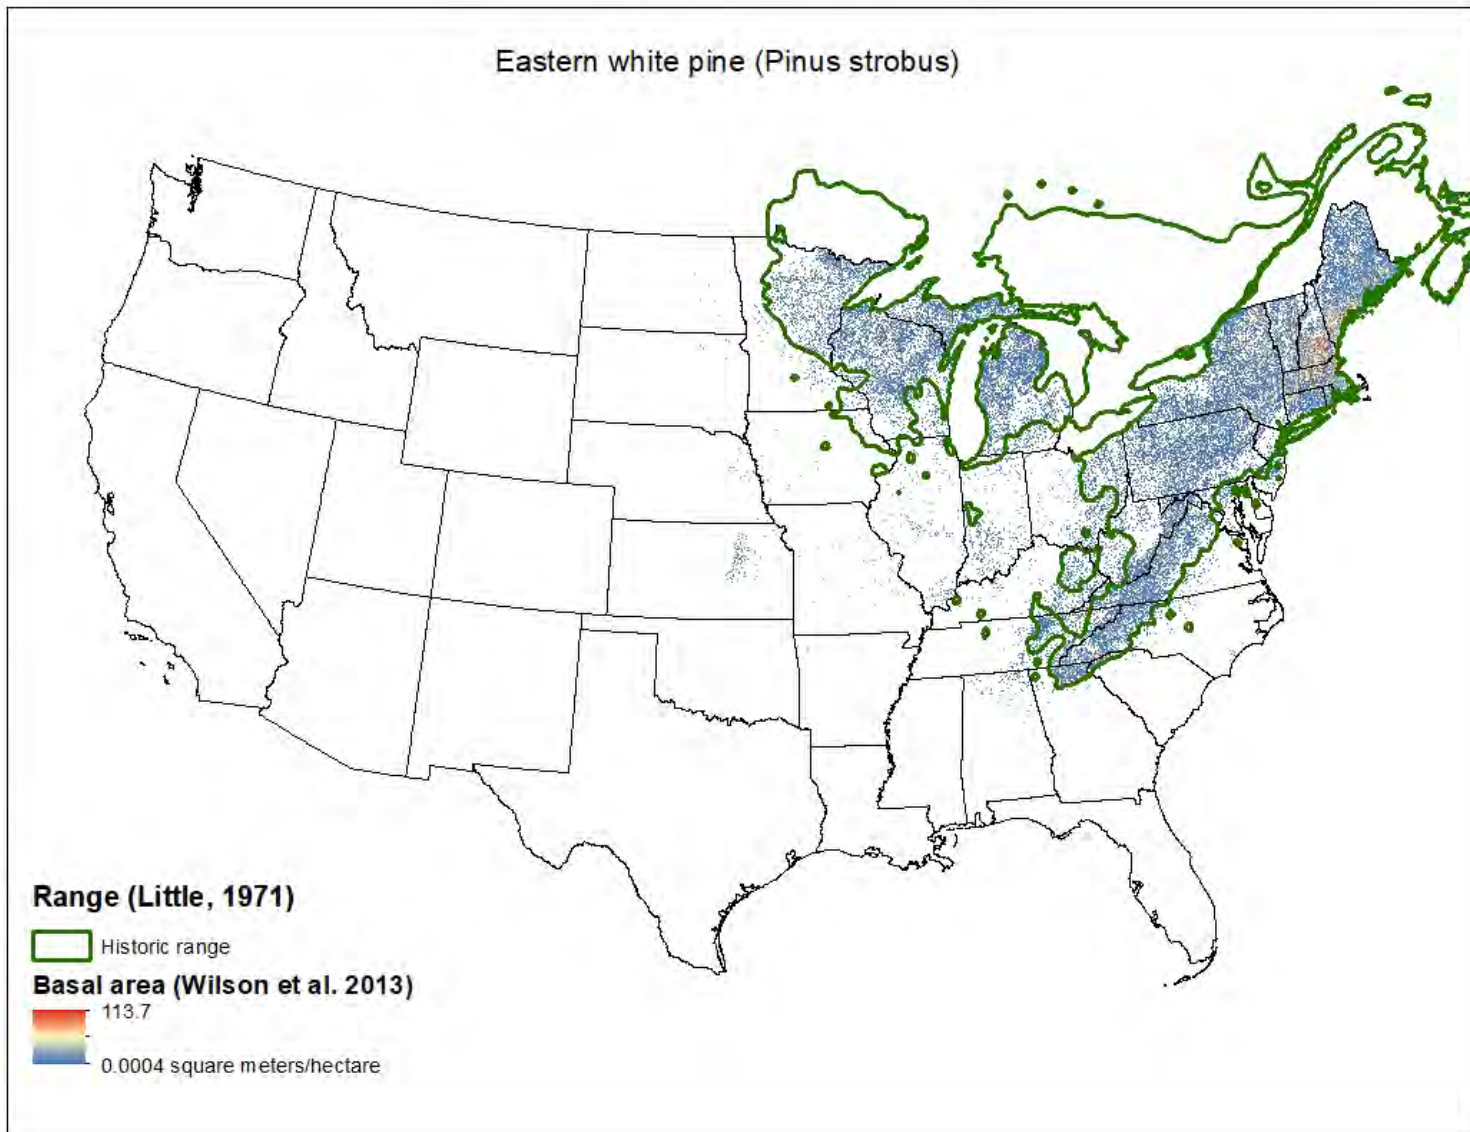 Eastern white pine (Pinus strobus)
Range (Little, 1971)
Historic range
Basal area (Wilson et al. 2013)
113.7
0.0004 square meters/hectare